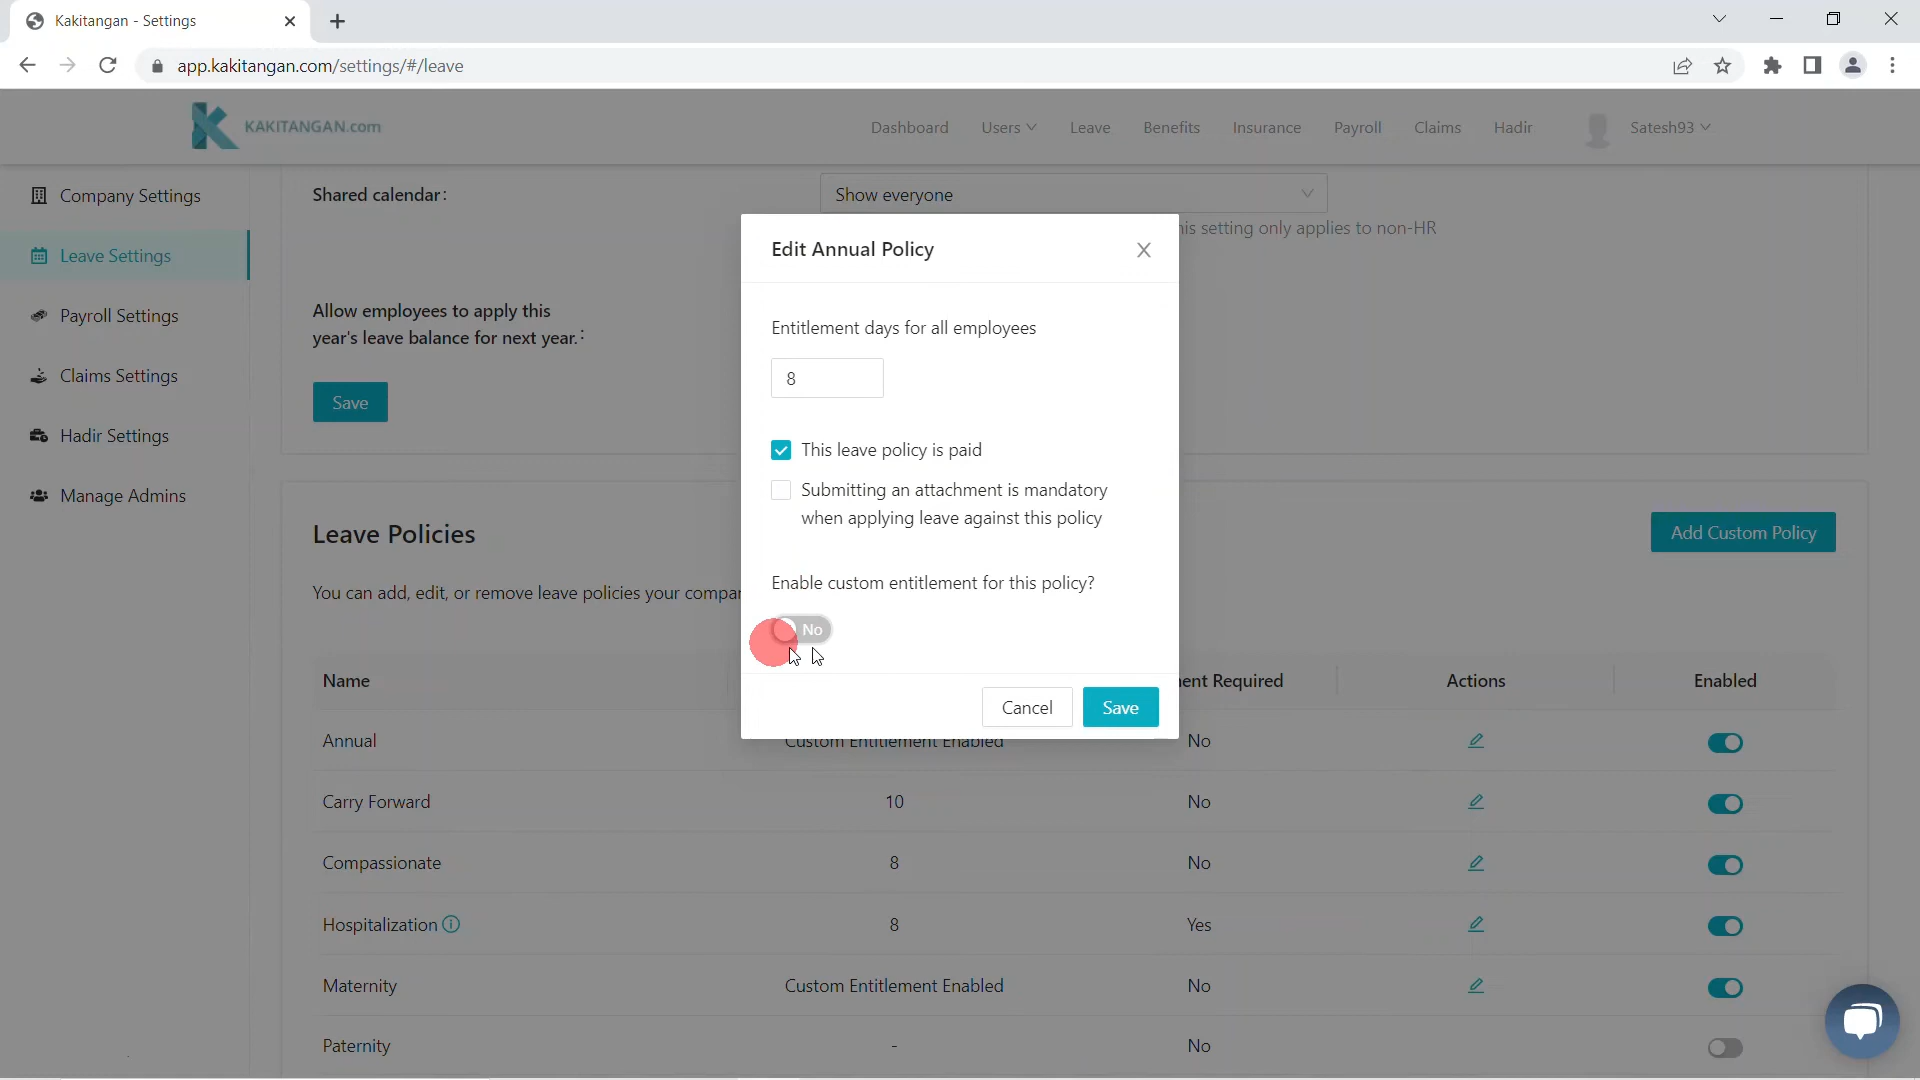 Kakitangan - Settings
app.kakitangan.com/settings/#/leave
KAKITANGAN.com
Dashboard
Users
Leave
Benefits
Insurance
Payroll
Claims
Hadir
Satesh93
Company Settings
Leave Settings
Payroll Settings
Claims Settings
Hadir Settings
Manage Admins
Shared calendar:
Show everyone
his setting only applies to non-HR
Allow employees to apply this
year's leave balance for next year.:
Save
Leave Policies
Add Custom Policy
You can add, edit, or remove leave policies your compa
Edit Annual Policy
Entitlement days for all employees
8
This leave policy is paid
Submitting an attachment is mandatory
when applying leave against this policy
Enable custom entitlement for this policy?
No
Cancel
Save
Name
ent Required
Actions
Enabled
Annual
Custom Entitlement Enabled
No
Carry Forward
10
No
Compassionate
8
No
Hospitalization
8
Yes
Maternity
Custom Entitlement Enabled
No
Paternity
-
No